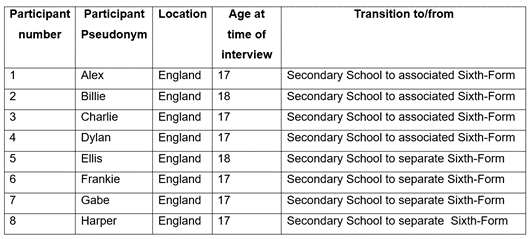 Participant number Participant Pseudonym Location Age at time of interview Transition to/from
1 Alex England 17 Secondary School to associated Sixth-Form
2 Billie England 18 Secondary School to associated Sixth-Form
3 Charlie England 17 Secondary School to associated Sixth-Form
4 Dylan England 17 Secondary School to associated Sixth-Form
5 Ellis England 18 Secondary School to separate Sixth-Form
6 Frankie England 17 Secondary School to separate Sixth-Form
7 Gabe England 17 Secondary School to separate Sixth-Form
8 Harper England 17 Secondary School to separate Sixth-Form